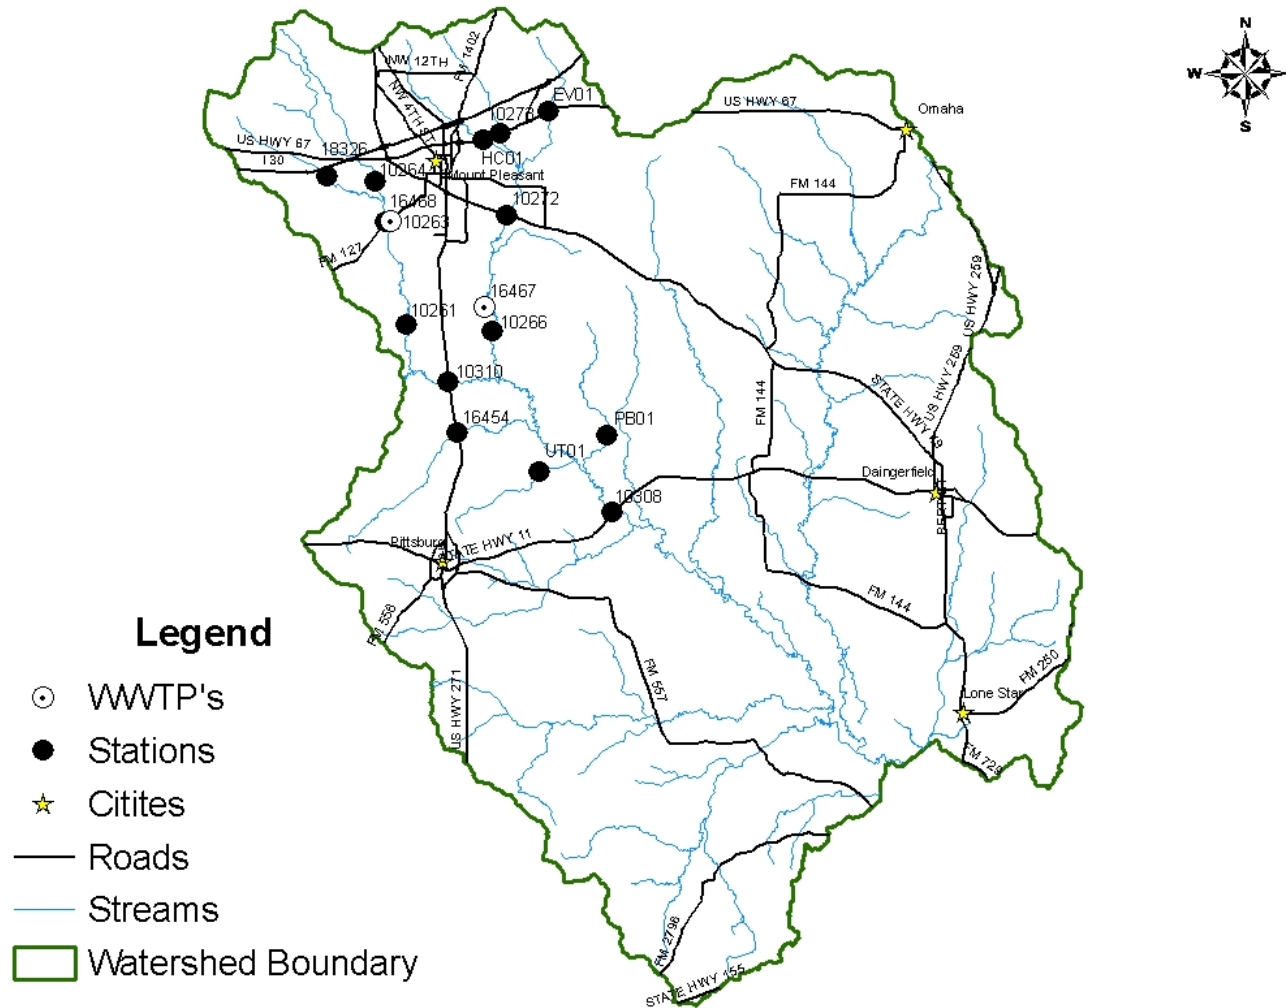 N
W
E
S
NW 12TH
FM 1402
NW 4TH ST
EV01
US HWY 67
Omaha
10273
US HWY 67
18326
HC01
I 30
10264
Mount Pleasant
FM 144
16468
10272
10263
FM 127
US HWY 259
16467
10261
10266
10310
US HWY 259
STATE HWY 49
FM 144
16454
PB01
UT01
Daingerfield
10308
Pittsburg
STATE HWY 11
FM 144
FM 556
Legend
FM 557
FM 250
Lone Star
WWTP's
US HWY 271
Stations
FM 729
Citites
Roads
Streams
FM 2796
Watershed Boundary
STATE HWY 155